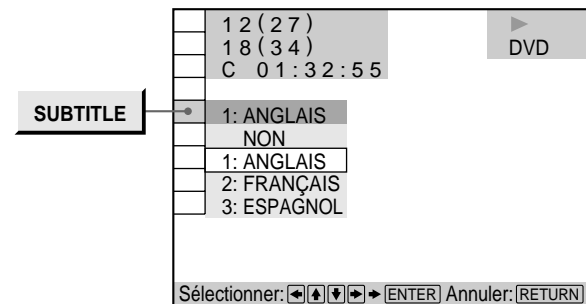 12(27)
18(34)
C 01:32:55
DVD
SUBTITLE
1: ANGLAIS
NON
1: ANGLAIS
2: FRANÇAIS
3: ESPAGNOL
Sélectionner: ENTER Annuler: RETURN